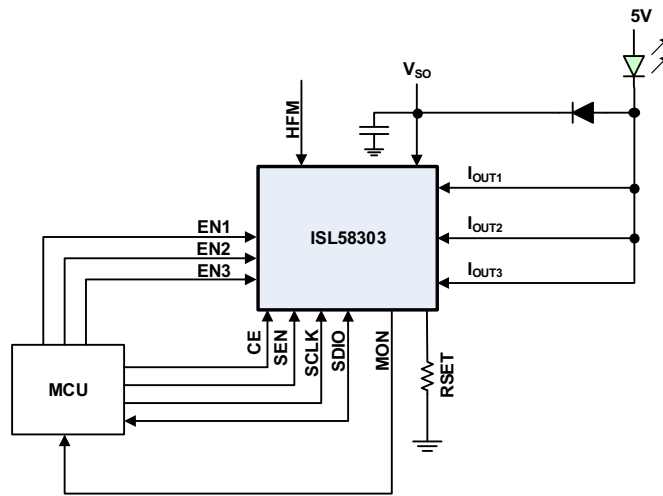 5V
VSO
HFM
IOUT1
ISL58303
IOUT2
IOUT3
EN1
EN2
EN3
CE
SEN
SCLK
SDIO
MON
RSET
MCU